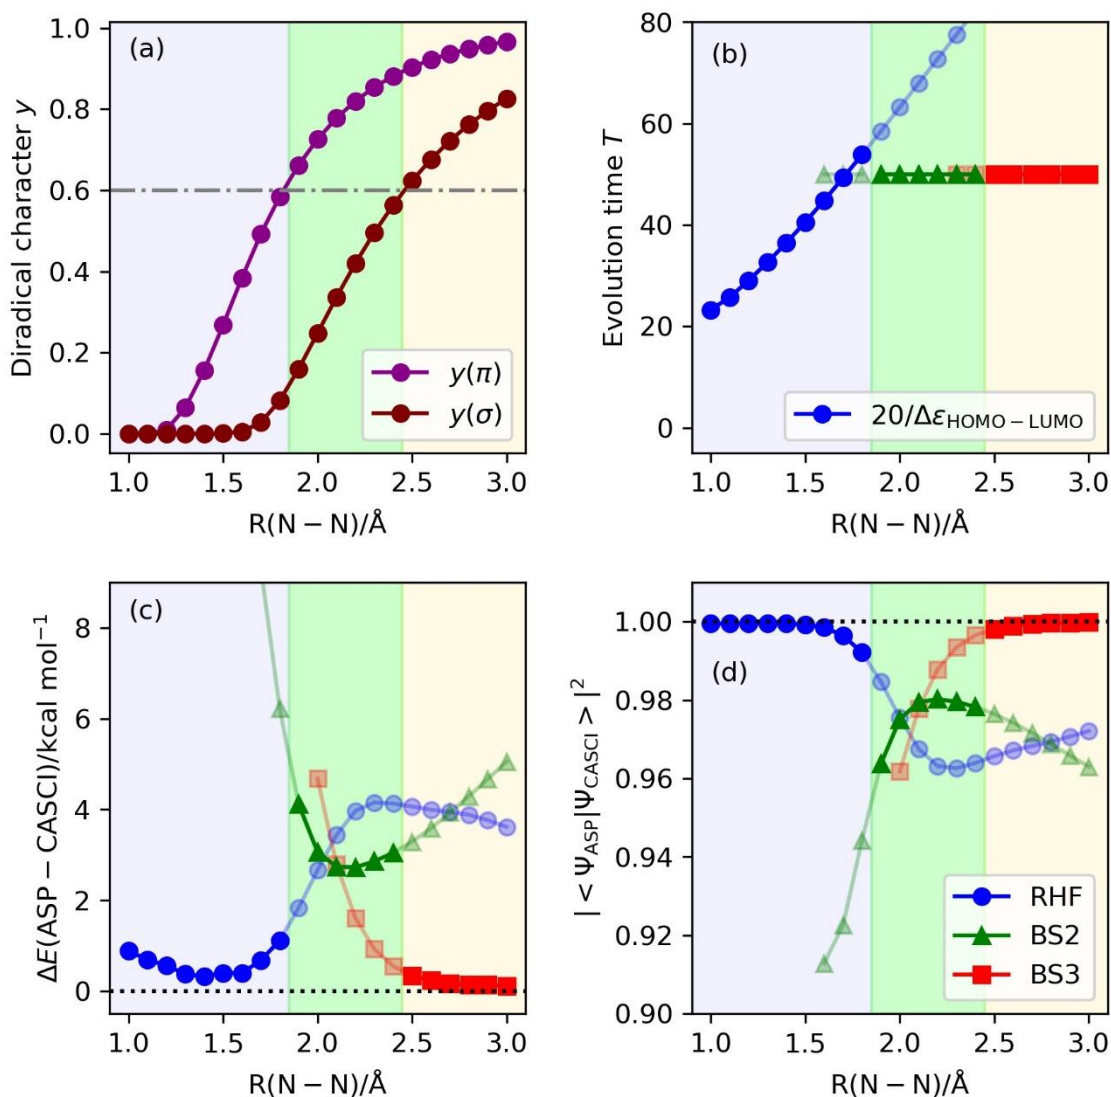 (a)
Diradical character y
1.0
0.8
0.6
0.4
0.2
0.0
y(π)
y(σ)
1.0 1.5 2.0 2.5 3.0
R(N − N)/Å
(b)
Evolution time T
80
60
40
20
0
20/Δε_HOMO−LUMO
1.0 1.5 2.0 2.5 3.0
R(N − N)/Å
(c)
ΔE(ASP − CASCI)/kcal mol⁻¹
8
6
4
2
0
1.0 1.5 2.0 2.5 3.0
R(N − N)/Å
(d)
| < Ψ_ASP|Ψ_CASCI > |²
1.00
0.98
0.96
0.94
0.92
0.90
RHF
BS2
BS3
1.0 1.5 2.0 2.5 3.0
R(N − N)/Å